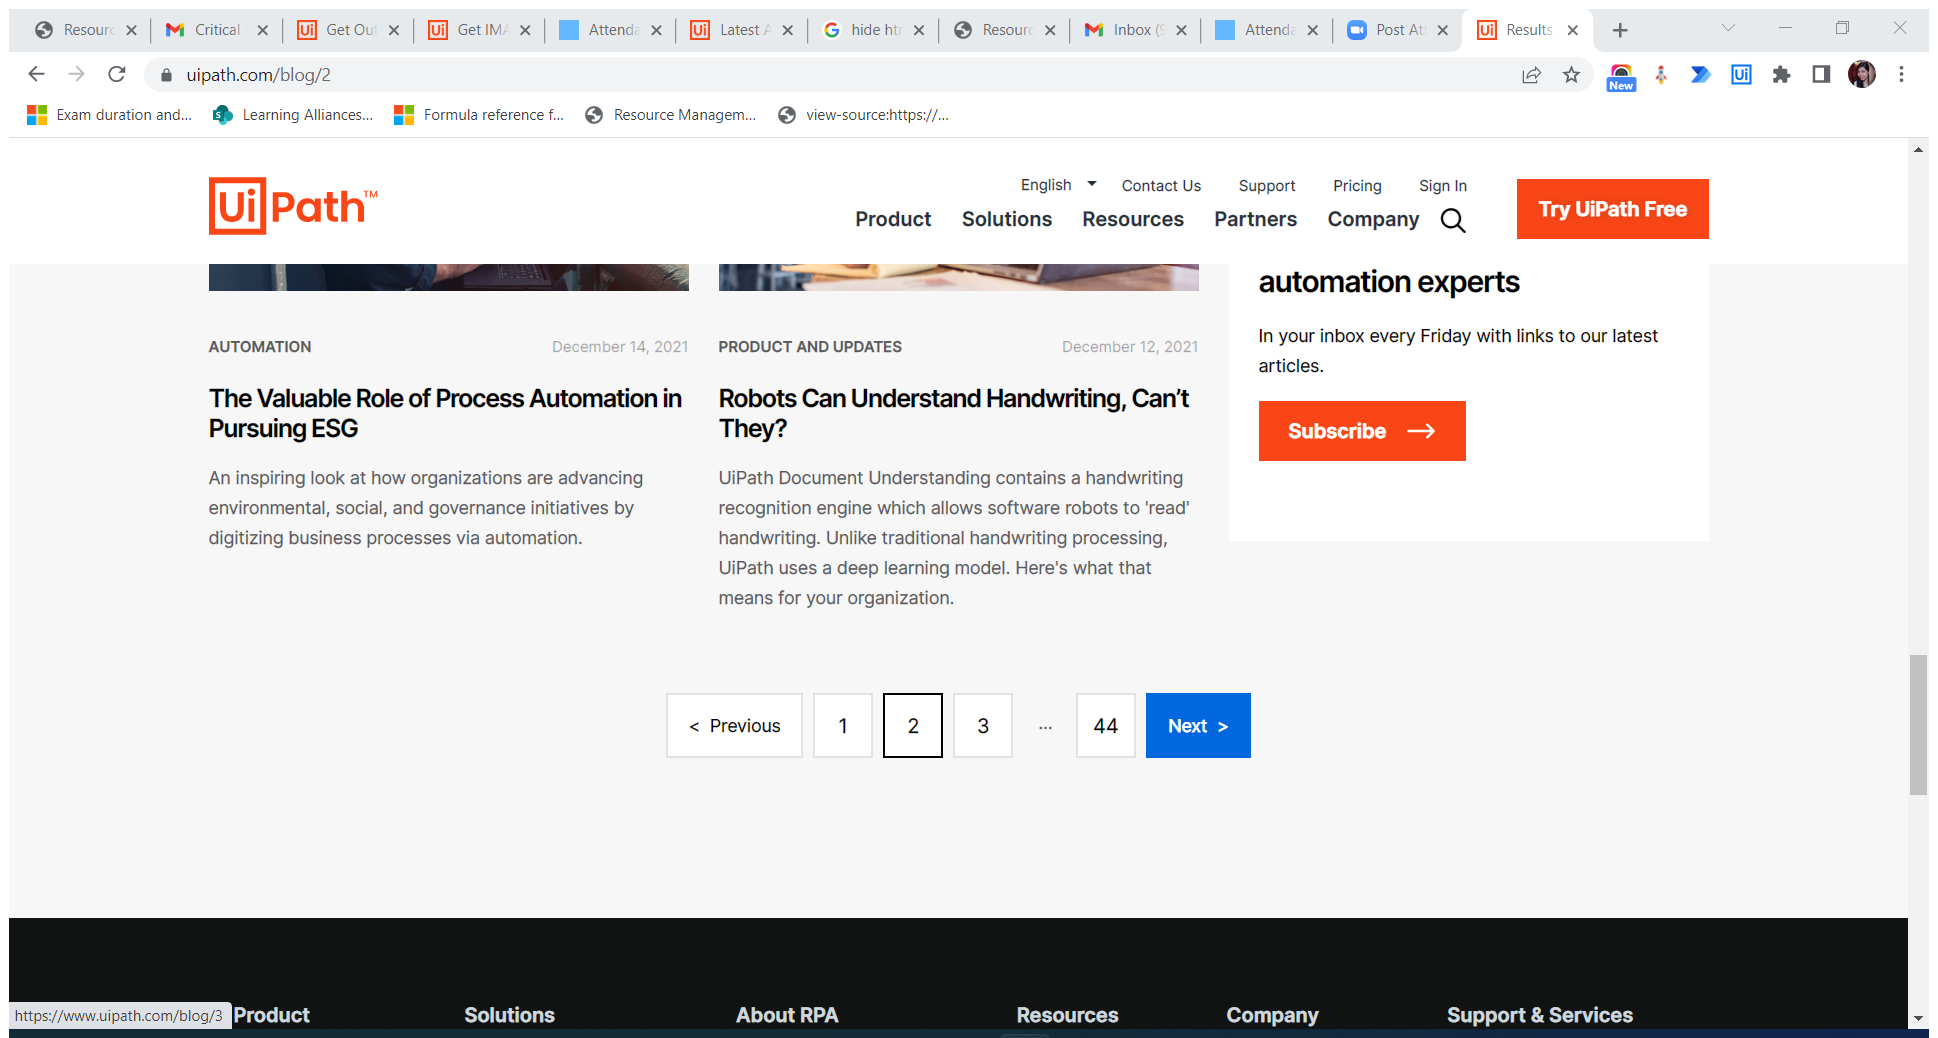 Resour
Critical
Get Out
Get IMA
Attenda
Latest A
hide htr
Resour
Inbox (9
Attenda
Post Att
Results
uipath.com/blog/2
New
Exam duration and...
Learning Alliances...
Formula reference f...
Resource Managem...
view-source:https://...
UiPath™
English
Contact Us
Support
Pricing
Sign In
Product
Solutions
Resources
Partners
Company
Try UiPath Free
automation experts
In your inbox every Friday with links to our latest
articles.
Subscribe
AUTOMATION
December 14, 2021
The Valuable Role of Process Automation in
Pursuing ESG
An inspiring look at how organizations are advancing
environmental, social, and governance initiatives by
digitizing business processes via automation.
PRODUCT AND UPDATES
December 12, 2021
Robots Can Understand Handwriting, Can’t
They?
UiPath Document Understanding contains a handwriting
recognition engine which allows software robots to 'read'
handwriting. Unlike traditional handwriting processing,
UiPath uses a deep learning model. Here's what that
means for your organization.
< Previous
1
2
3
...
44
Next >
https://www.uipath.com/blog/3
Product
Solutions
About RPA
Resources
Company
Support & Services